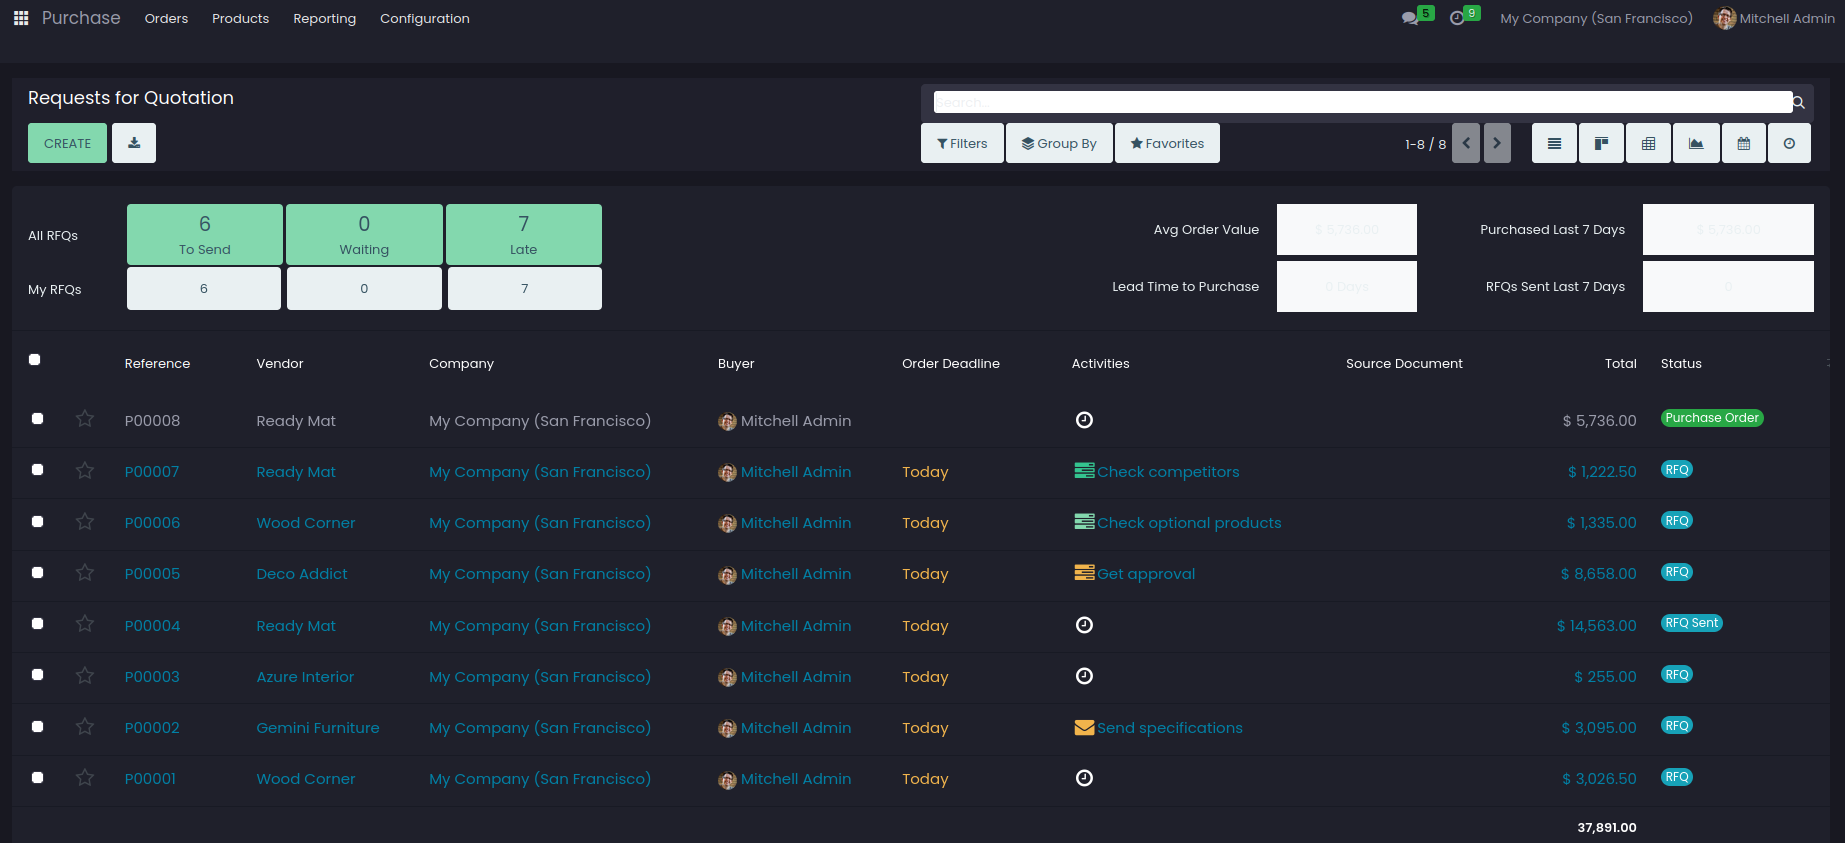 Purchase Orders Products Reporting Configuration 5 9 My Company (San Francisco) Mitchell Admin
Requests for Quotation
Search...
CREATE Filters Group By Favorites 1-8 / 8
All RFQs 6 To Send 0 Waiting 7 Late
My RFQs 6 0 7
Avg Order Value $ 5,736.00 Purchased Last 7 Days $ 5,736.00
Lead Time to Purchase 0 Days RFQs Sent Last 7 Days 0
Reference Vendor Company Buyer Order Deadline Activities Source Document Total Status
P00008 Ready Mat My Company (San Francisco) Mitchell Admin $ 5,736.00 Purchase Order
P00007 Ready Mat My Company (San Francisco) Mitchell Admin Today Check competitors $ 1,222.50 RFQ
P00006 Wood Corner My Company (San Francisco) Mitchell Admin Today Check optional products $ 1,335.00 RFQ
P00005 Deco Addict My Company (San Francisco) Mitchell Admin Today Get approval $ 8,658.00 RFQ
P00004 Ready Mat My Company (San Francisco) Mitchell Admin Today $ 14,563.00 RFQ Sent
P00003 Azure Interior My Company (San Francisco) Mitchell Admin Today $ 255.00 RFQ
P00002 Gemini Furniture My Company (San Francisco) Mitchell Admin Today Send specifications $ 3,095.00 RFQ
P00001 Wood Corner My Company (San Francisco) Mitchell Admin Today $ 3,026.50 RFQ
37,891.00